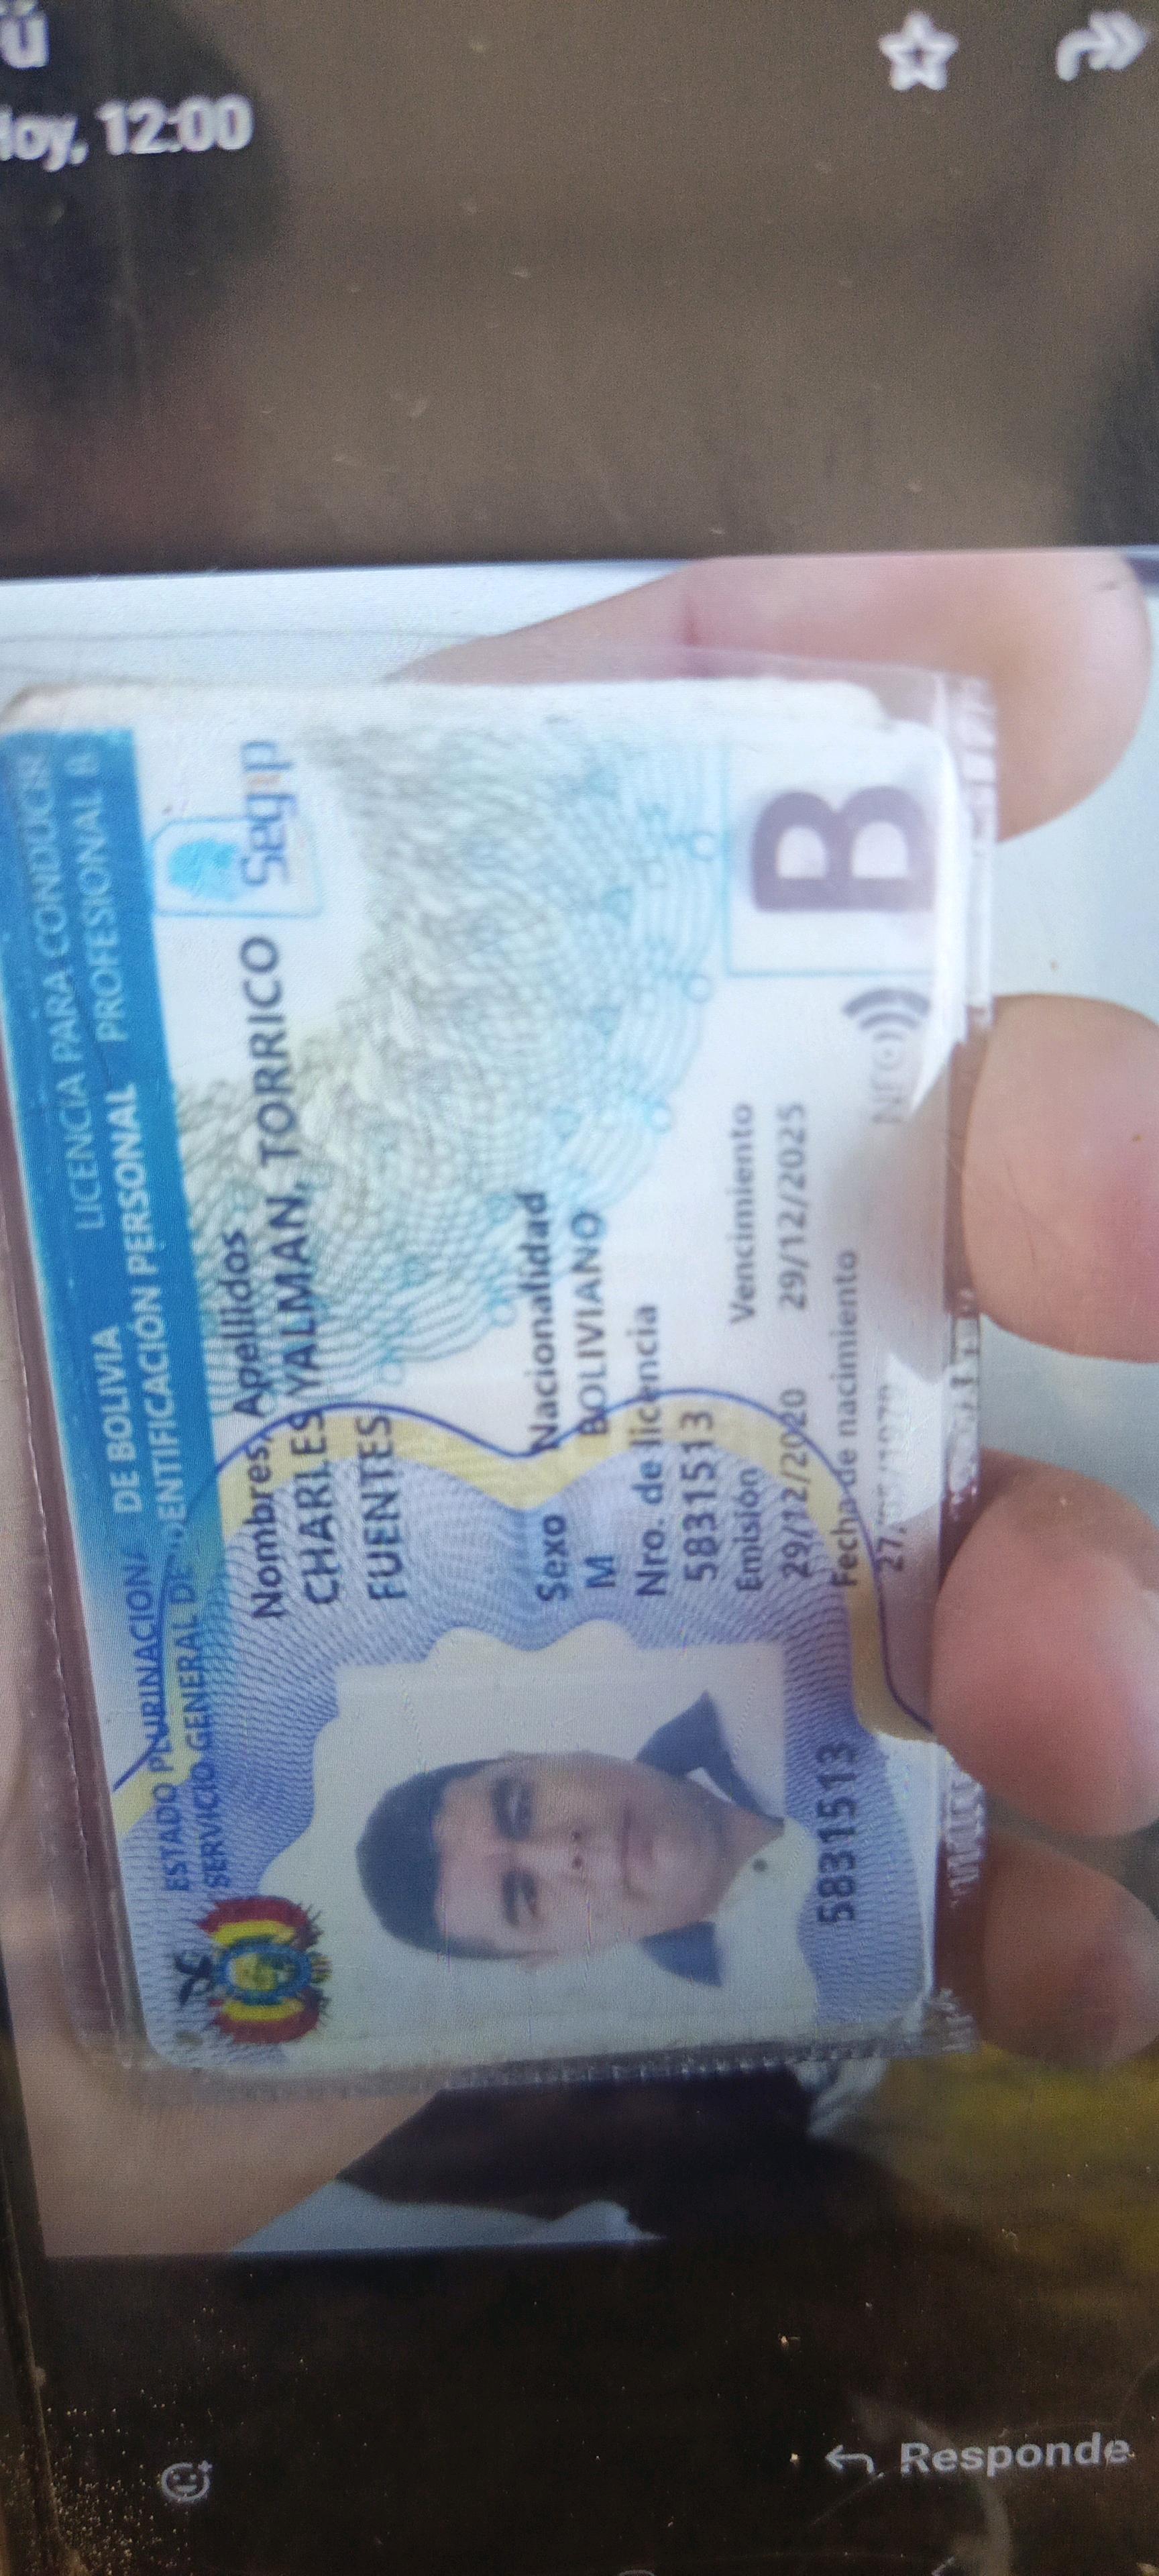 ü
Hoy, 12:00
ESTADO PLURINACIONAL DE BOLIVIA
SERVICIO GENERAL DE IDENTIFICACIÓN PERSONAL
LICENCIA PARA CONDUCIR
PROFESIONAL B
Segip
Nombres, Apellidos
CHARLES YALMAN, TORRICO
FUENTES
Sexo Nacionalidad
M BOLIVIANO
Nro. de licencia
5831513
Emisión Vencimiento
29/12/2020 29/12/2025
Fecha de nacimiento
B
NFC
5831513
Responde